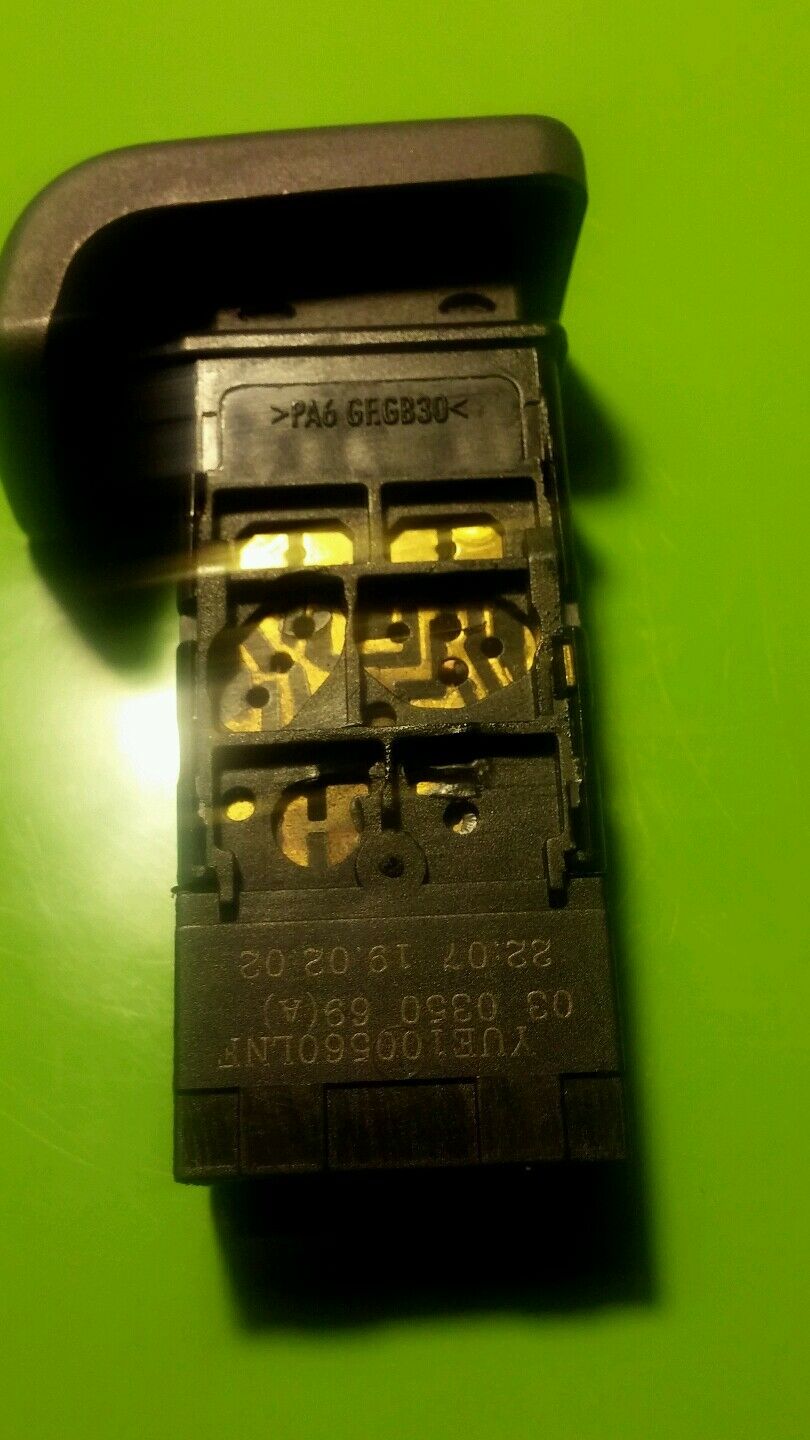 >PA6 GF.GB30<
YUE100560LNF
03 0350 69(A)
22:07 19.02.02